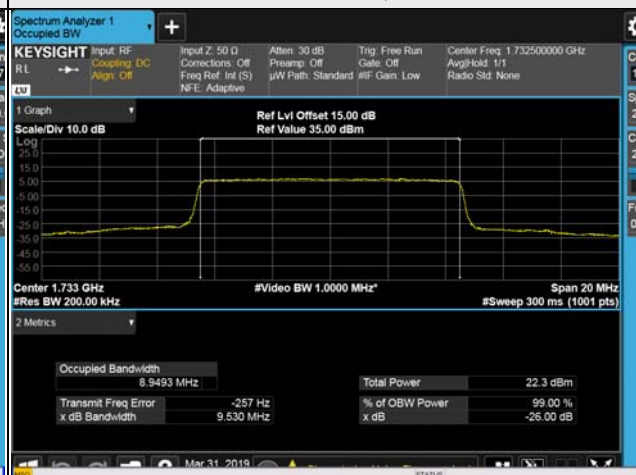 Spectrum Analyzer 1
Occupied BW
KEYSIGHT
RL
Input: RF
Coupling: DC
Align: Off
Input Z: 50 Ω
Corrections: Off
Freq Ref: Int (S)
NFE: Adaptive
Atten: 30 dB
Preamp: Off
µW Path: Standard
Trig: Free Run
Gate: Off
#IF Gain: Low
Center Freq: 1.732500000 GHz
Avg|Hold: 1/1
Radio Std: None
1 Graph
Scale/Div 10.0 dB
Ref Lvl Offset 15.00 dB
Ref Value 35.00 dBm
Log
25.0
15.0
5.00
-5.00
-15.0
-25.0
-35.0
-45.0
-55.0
Center 1.733 GHz
#Res BW 200.00 kHz
#Video BW 1.0000 MHz*
Span 20 MHz
#Sweep 300 ms (1001 pts)
2 Metrics
Occupied Bandwidth
8.9493 MHz
Total Power 22.3 dBm
Transmit Freq Error -257 Hz
% of OBW Power 99.00 %
x dB Bandwidth 9.530 MHz
x dB -26.00 dB
Mar 31, 2019
MSG
STATUS